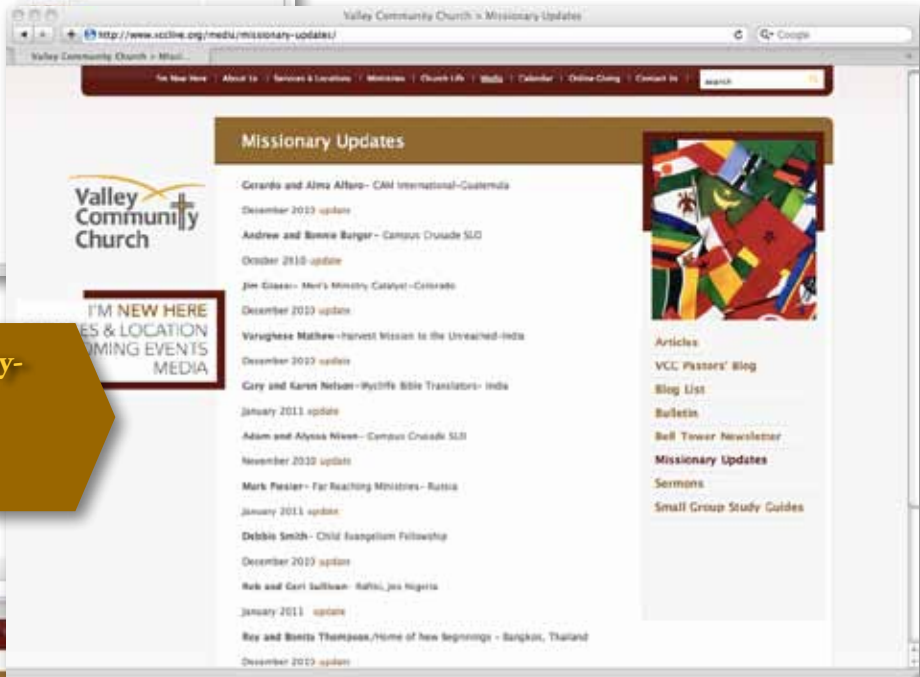 Valley Community Church » Missionary Updates
http://www.vcclive.org/media/missionary-updates/
Google
Valley Community Church » Missi...
I'm New Here | About Us | Services & Locations | Ministries | Church Life | Media | Calendar | Online Giving | Contact Us |
search
Missionary Updates
Valley
Community
Church
I'M NEW HERE
ES & LOCATION
OMING EVENTS
MEDIA
y-
Gerardo and Alma Alfaro- CAM International-Guatemala
December 2010 update
Andrew and Bonnie Burger- Campus Crusade SLO
October 2010 update
Jim - Men's Ministry Catalyst-Colorado
December 2010 update
Varughese Mathew-Harvest Mission to the Unreached-India
December 2010 update
Gary and Karen Nelson-Wycliffe Bible Translators- India
January 2011 update
Adam and Alyssa Nixon- Campus Crusade SLO
November 2010 update
Mark - Far Reaching Ministries- Russia
January 2011 update
Debbie Smith- Child Evangelism Fellowship
December 2010 update
Rob and Geri Sullivan- Jos Nigeria
January 2011 update
Roy and Bonita Thompson/Home of New Beginnings - Bangkok, Thailand
December 2010 update
Articles
VCC Pastors' Blog
Blog List
Bulletin
Bell Tower Newsletter
Missionary Updates
Sermons
Small Group Study Guides